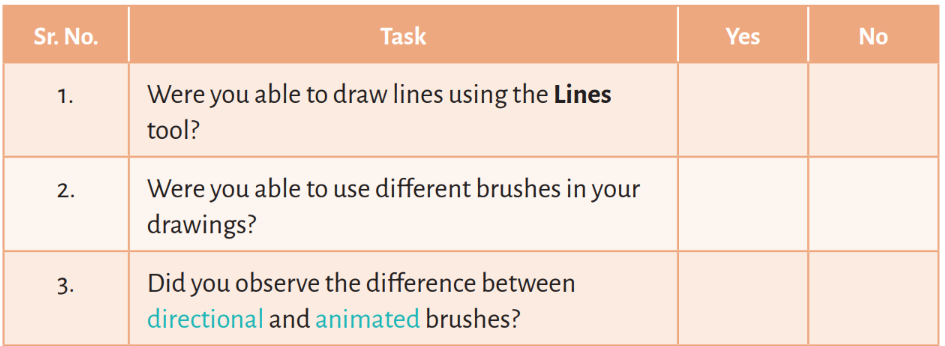 Sr. No. Task Yes No
1. Were you able to draw lines using the Lines
tool?
2. Were you able to use different brushes in your
drawings?
3. Did you observe the difference between
directional and animated brushes?